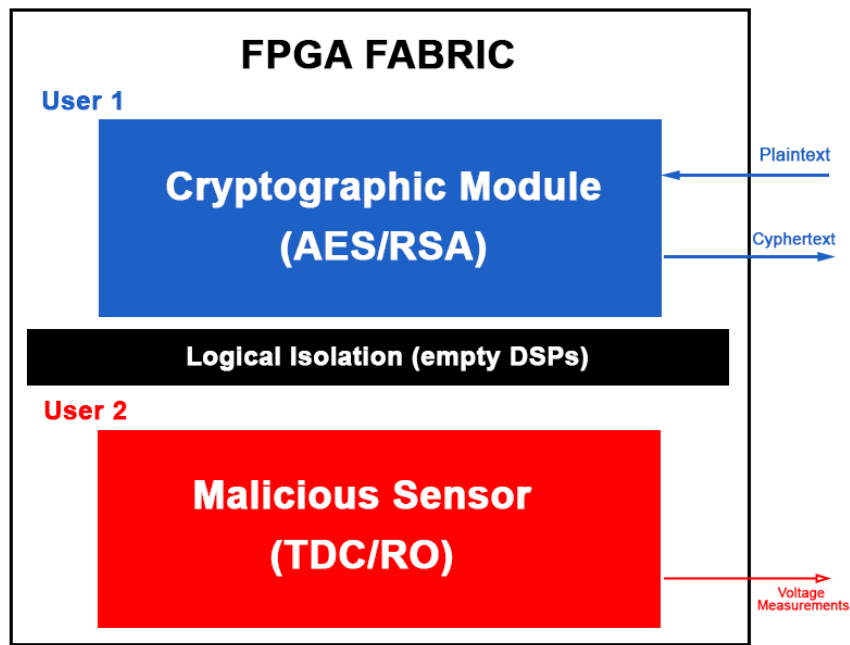 FPGA FABRIC
User 1
Cryptographic Module
(AES/RSA)
Plaintext
Cyphertext
Logical Isolation (empty DSPs)
User 2
Malicious Sensor
(TDC/RO)
Voltage
Measurements